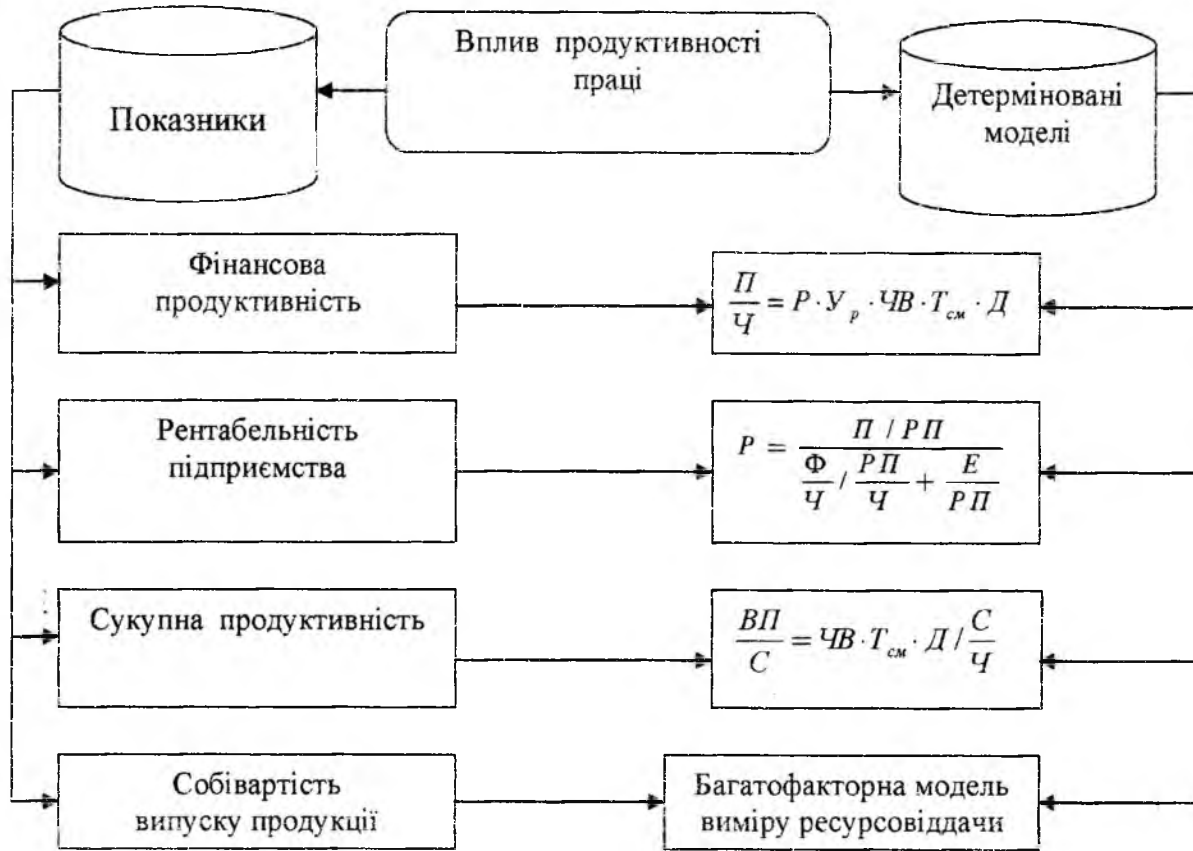 Вплив продуктивності
праці
Показники
Детерміновані
моделі
Фінансова
продуктивність
П/Ч = Р · У_р · ЧВ · Т_см · Д
Рентабельність
підприємства
Р = (П / РП) / (Ф/Ч / РП/Ч + Е/РП)
Сукупна продуктивність
ВП/С = ЧВ · Т_см · Д / С/Ч
Собівартість
випуску продукції
Багатофакторна модель
виміру ресурсовіддачи